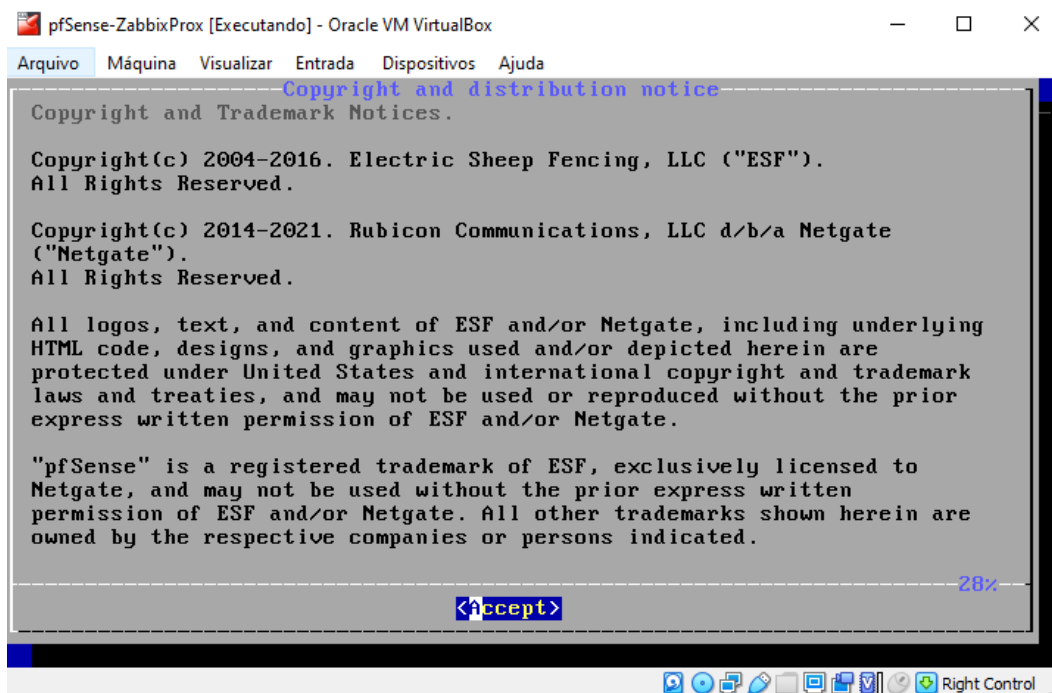 pfSense-ZabbixProx [Executando] - Oracle VM VirtualBox
Arquivo Máquina Visualizar Entrada Dispositivos Ajuda
Copyright and distribution notice
Copyright and Trademark Notices.
Copyright(c) 2004-2016. Electric Sheep Fencing, LLC ("ESF").
All Rights Reserved.
Copyright(c) 2014-2021. Rubicon Communications, LLC d/b/a Netgate
("Netgate").
All Rights Reserved.
All logos, text, and content of ESF and/or Netgate, including underlying
HTML code, designs, and graphics used and/or depicted herein are
protected under United States and international copyright and trademark
laws and treaties, and may not be used or reproduced without the prior
express written permission of ESF and/or Netgate.
"pfSense" is a registered trademark of ESF, exclusively licensed to
Netgate, and may not be used without the prior express written
permission of ESF and/or Netgate. All other trademarks shown herein are
owned by the respective companies or persons indicated.
28%
<Accept>
Right Control